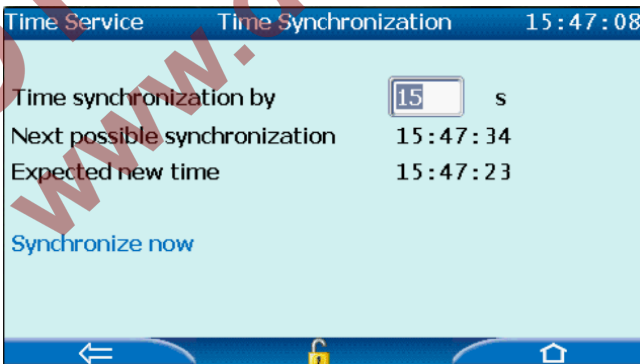 Time Service Time Synchronization 15:47:08
Time synchronization by 15 s
Next possible synchronization 15:47:34
Expected new time 15:47:23
Synchronize now
www.